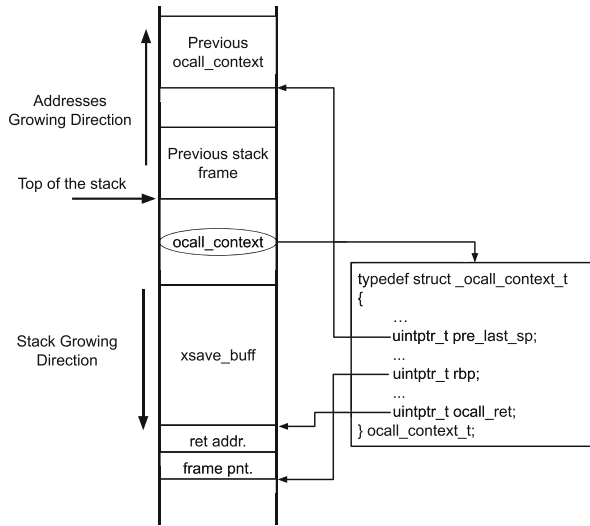 Previous
ocall_context
Addresses
Growing Direction
Previous stack
frame
Top of the stack
ocall_context
typedef struct _ocall_context_t
{
...
uintptr_t pre_last_sp;
...
uintptr_t rbp;
...
uintptr_t ocall_ret;
} ocall_context_t;
Stack Growing
Direction
xsave_buff
ret addr.
frame pnt.